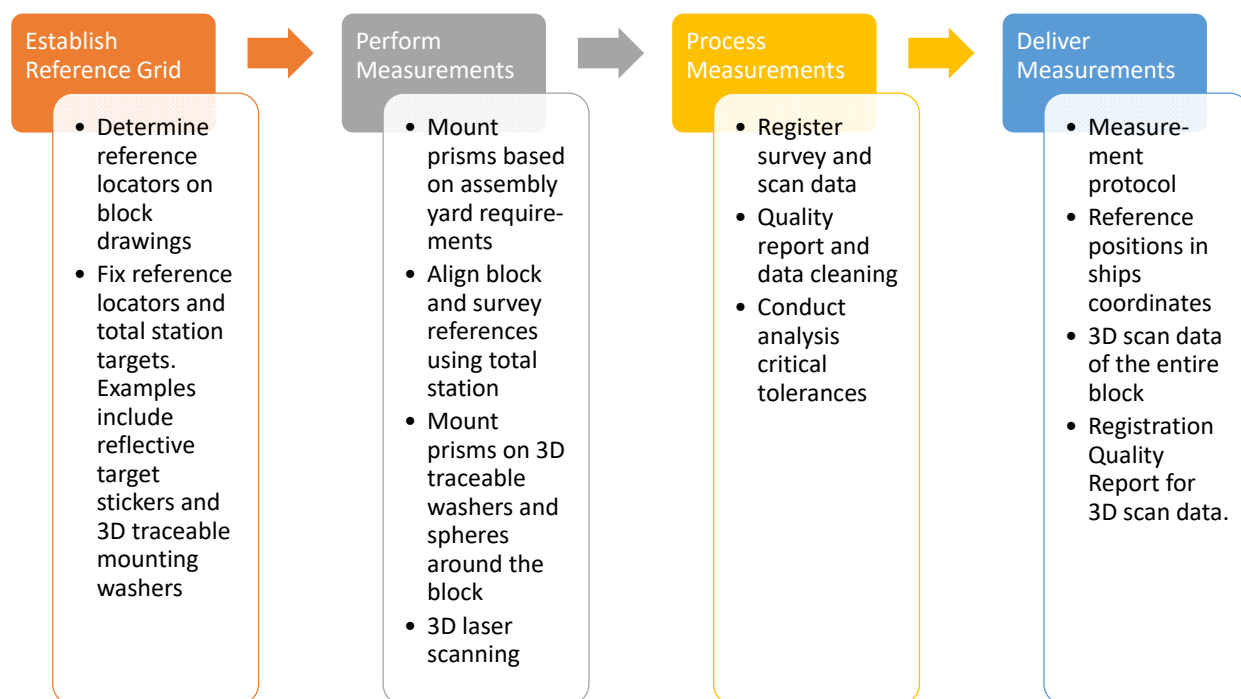 Establish
Reference Grid
• Determine
reference
locators on
block
drawings
• Fix reference
locators and
total station
targets.
Examples
include
reflective
target
stickers and
3D traceable
mounting
washers
Perform
Measurements
• Mount
prisms based
on assembly
yard require-
ments
• Align block
and survey
references
using total
station
• Mount
prisms on 3D
traceable
washers and
spheres
around the
block
• 3D laser
scanning
Process
Measurements
• Register
survey and
scan data
• Quality
report and
data cleaning
• Conduct
analysis
critical
tolerances
Deliver
Measurements
• Measure-
ment
protocol
• Reference
positions in
ships
coordinates
• 3D scan data
of the entire
block
• Registration
Quality
Report for
3D scan data.